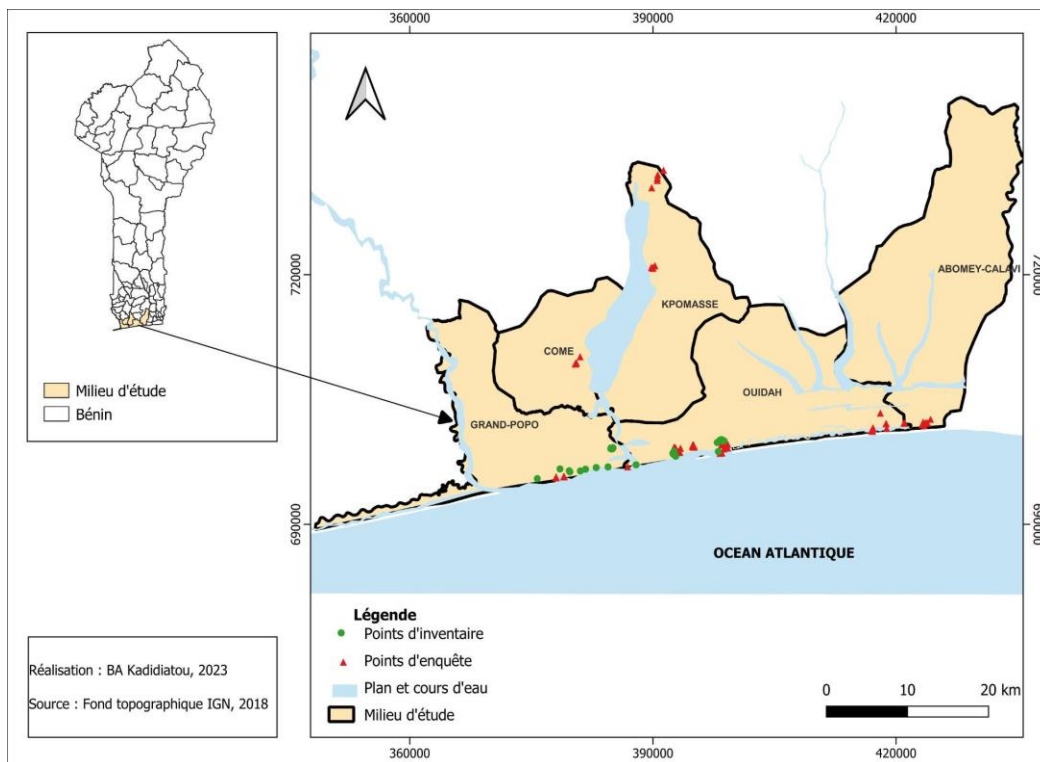 Milieu d'étude
Bénin
Réalisation : BA Kadidiatou, 2023
Source : Fond topographique IGN, 2018
360000
390000
420000
720000
720000
ABOMEY-CALAVI
KPOMASSE
COME
OUIDAH
GRAND-POPO
690000
690000
OCEAN ATLANTIQUE
Légende
Points d'inventaire
Points d'enquête
Plan et cours d'eau
Milieu d'étude
0 10 20 km
360000
390000
420000